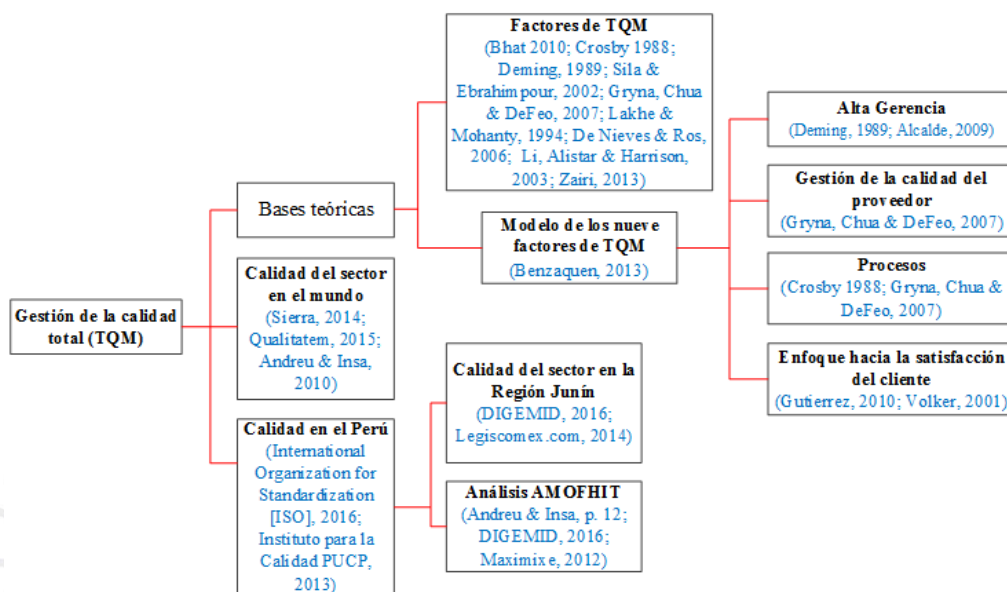 Gestión de la calidad
total (TQM)
Bases teóricas
Calidad del sector
en el mundo
(Sierra, 2014;
Qualitatem, 2015;
Andreu & Insa,
2010)
Calidad en el Perú
(International
Organization for
Standardization
[ISO], 2016;
Instituto para la
Calidad PUCP,
2013)
Factores de TQM
(Bhat 2010; Crosby 1988;
Deming, 1989; Sila &
Ebrahimpour, 2002; Gryna, Chua
& DeFeo, 2007; Lakhe &
Mohanty, 1994; De Nieves & Ros,
2006; Li, Alistar & Harrison,
2003; Zairi, 2013)
Modelo de los nueve
factores de TQM
(Benzaquen, 2013)
Calidad del sector en la
Región Junín
(DIGEMID, 2016;
Legiscomex.com, 2014)
Análisis AMOFHIT
(Andreu & Insa, p. 12;
DIGEMID, 2016;
Maximixe, 2012)
Alta Gerencia
(Deming, 1989; Alcalde, 2009)
Gestión de la calidad del
proveedor
(Gryna, Chua & DeFeo, 2007)
Procesos
(Crosby 1988; Gryna, Chua &
DeFeo, 2007)
Enfoque hacia la satisfacción
del cliente
(Gutierrez, 2010; Volker, 2001)